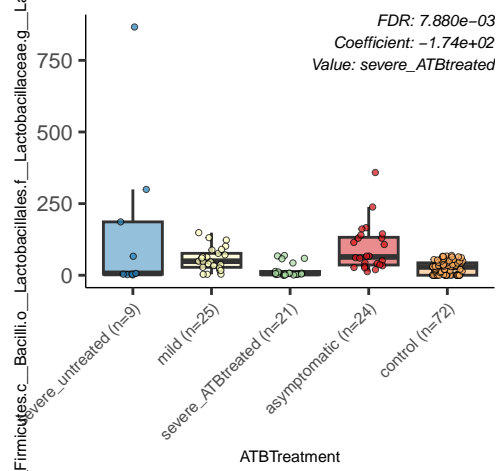 FDR: 7.880e−03
Coefficient: −1.74e+02
Value: severe_ATBtreated
Firmicutes.c__Bacilli.o__Lactobacillales.f__Lactobacillaceae.g__La
750
500
250
0
severe_untreated (n=9)
mild (n=25)
severe_ATBtreated (n=21)
asymptomatic (n=24)
control (n=72)
ATBTreatment